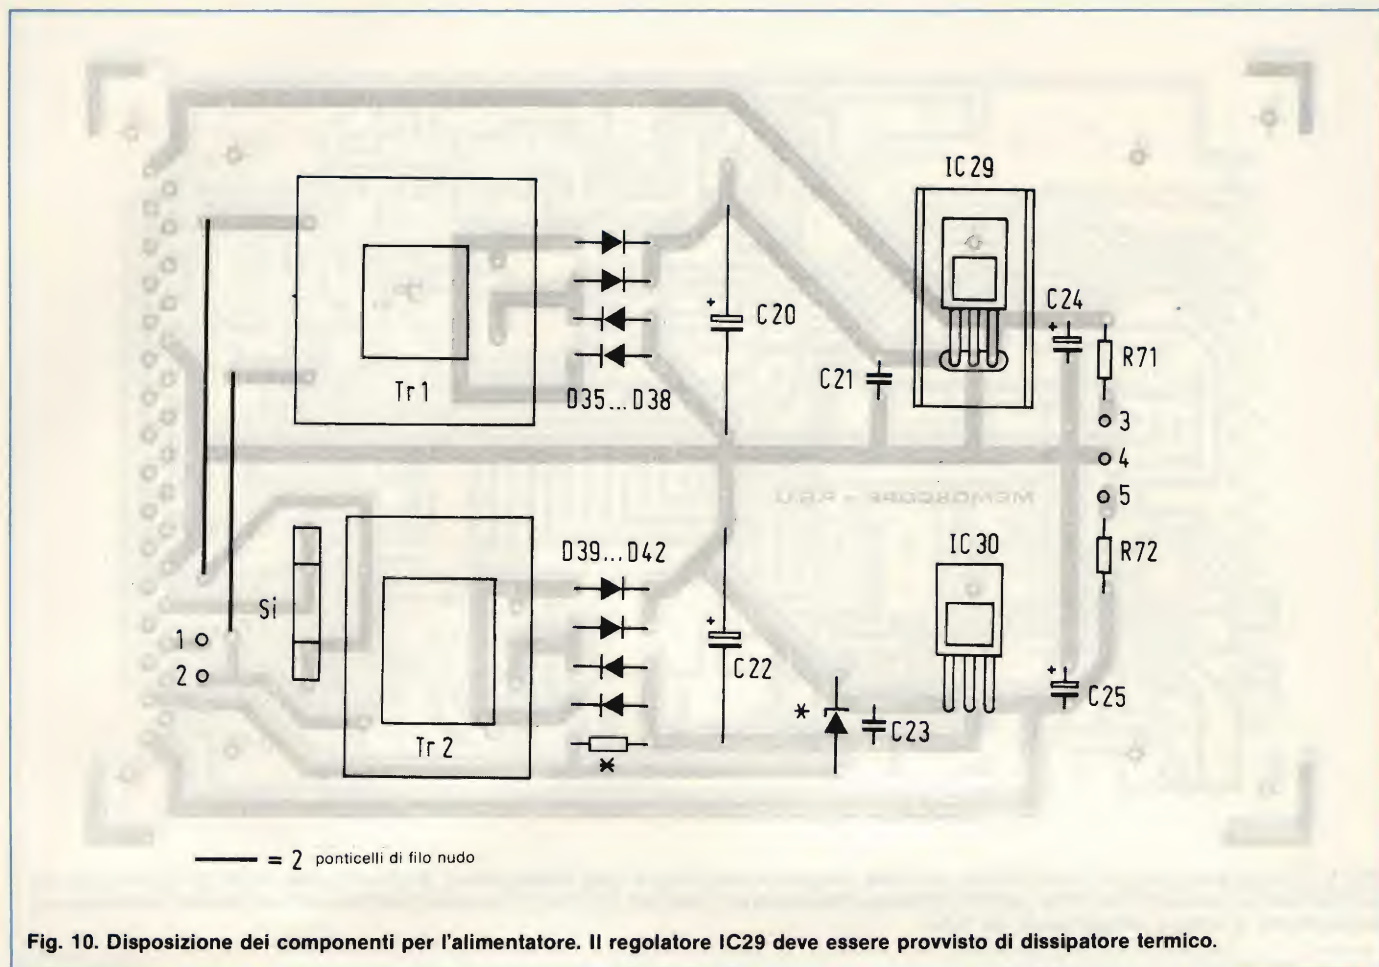 IC29
C24
+
+
C20
C21
R71
Tr1
D35...D38
3
4
5
MEMOSCOPE - P.S.U
D39...D42
IC30
R72
Si
1
2
+
+
C22
*
C23
C25
Tr2
*
= 2 ponticelli di filo nudo
Fig. 10. Disposizione dei componenti per l'alimentatore. Il regolatore IC29 deve essere provvisto di dissipatore termico.